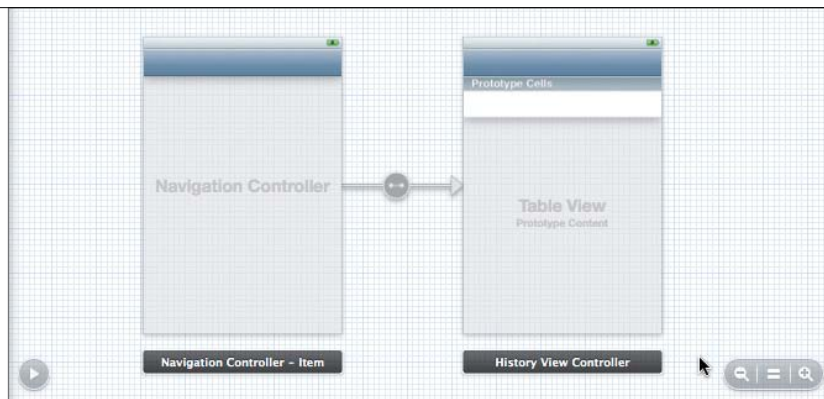 Prototype Cells
Navigation Controller
Table View
Prototype Content
Navigation Controller - Item
History View Controller